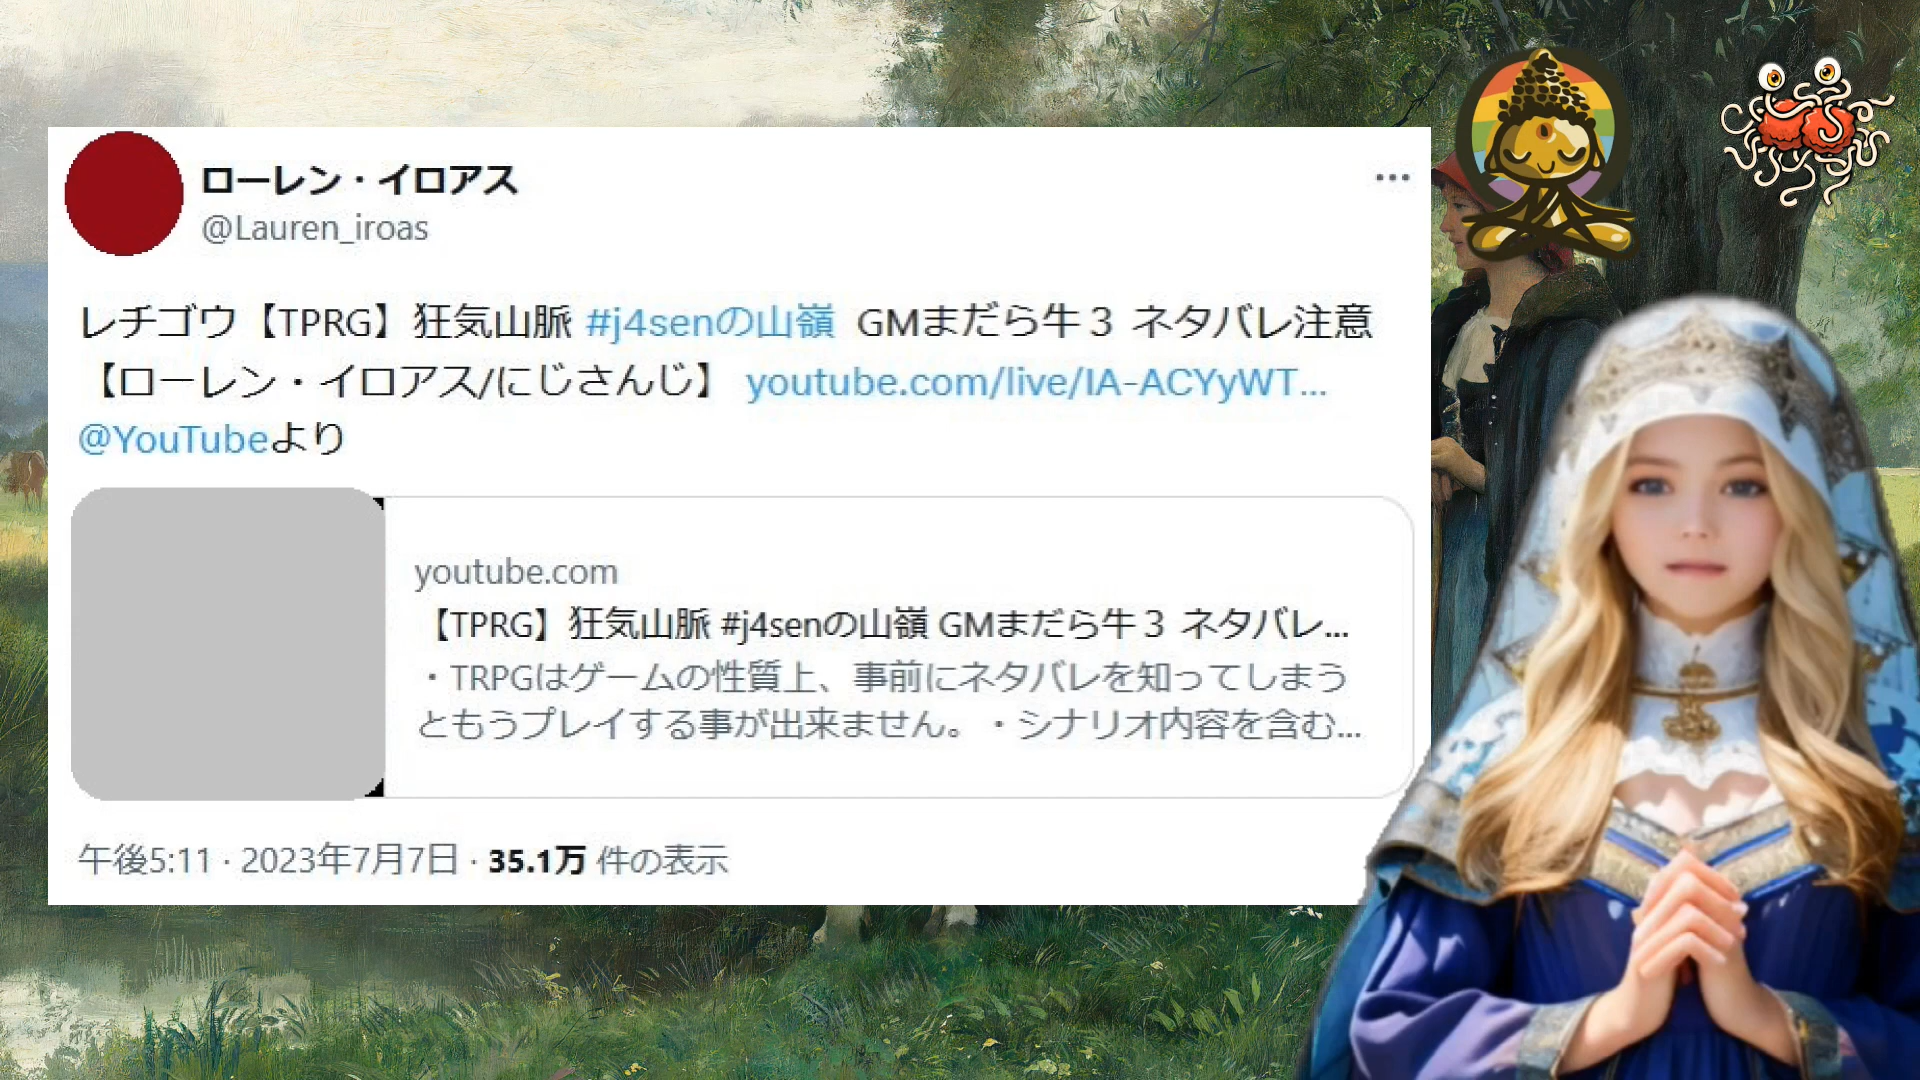 ローレン・イロアス
@Lauren_iroas
レチゴウ【TPRG】狂気山脈 #j4senの山嶺 GMまだら牛３ ネタバレ注意
【ローレン・イロアス/にじさんじ】 youtube.com/live/IA-ACYyWT…
@YouTubeより
youtube.com
【TPRG】狂気山脈 #j4senの山嶺 GMまだら牛３ ネタバレ...
・TRPGはゲームの性質上、事前にネタバレを知ってしまう
ともうプレイする事が出来ません。・シナリオ内容を含む...
午後5:11 · 2023年7月7日 · 35.1万 件の表示